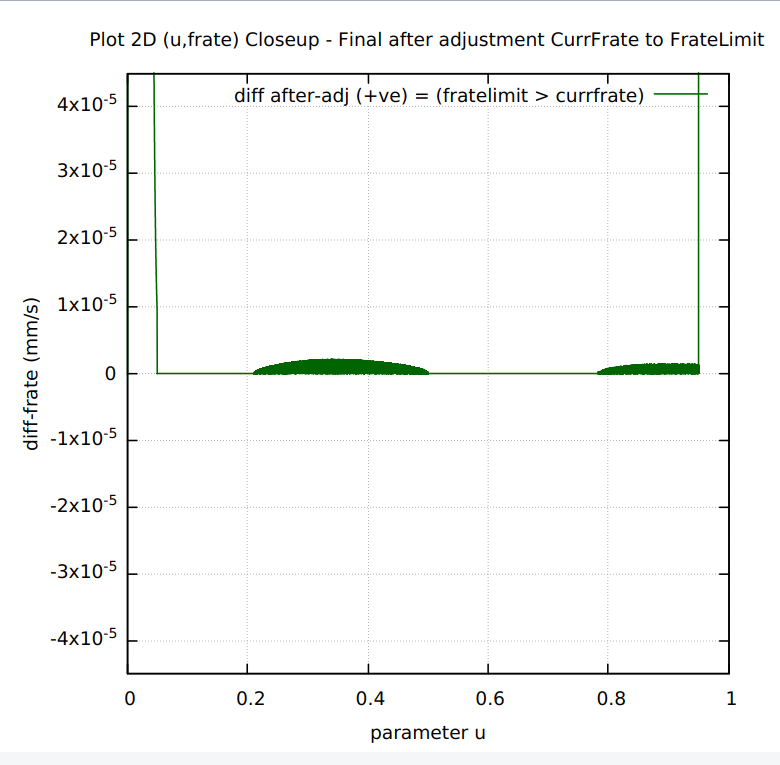 Plot 2D (u,frate) Closeup - Final after adjustment CurrFrate to FrateLimit
diff after-adj (+ve) = (fratelimit > currfrate)
4x10⁻⁵
3x10⁻⁵
2x10⁻⁵
1x10⁻⁵
0
-1x10⁻⁵
-2x10⁻⁵
-3x10⁻⁵
-4x10⁻⁵
diff-frate (mm/s)
0 0.2 0.4 0.6 0.8 1
parameter u